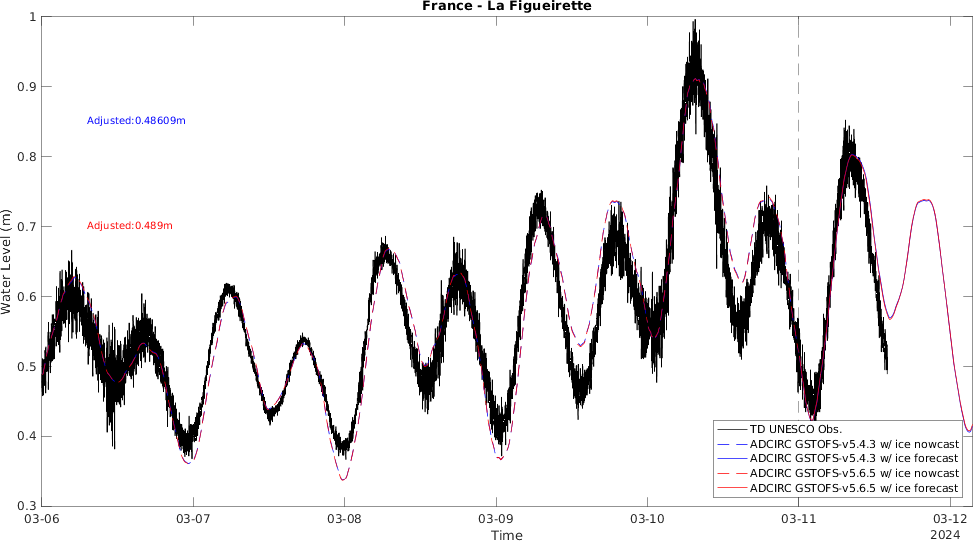 France - La Figueirette
1
0.9
0.8
0.7
0.6
0.5
0.4
0.3
Water Level (m)
Adjusted:0.48609m
Adjusted:0.489m
TD UNESCO Obs.
ADCIRC GSTOFS-v5.4.3 w/ ice nowcast
ADCIRC GSTOFS-v5.4.3 w/ ice forecast
ADCIRC GSTOFS-v5.6.5 w/ ice nowcast
ADCIRC GSTOFS-v5.6.5 w/ ice forecast
03-06 03-07 03-08 03-09 03-10 03-11 03-12
Time
2024